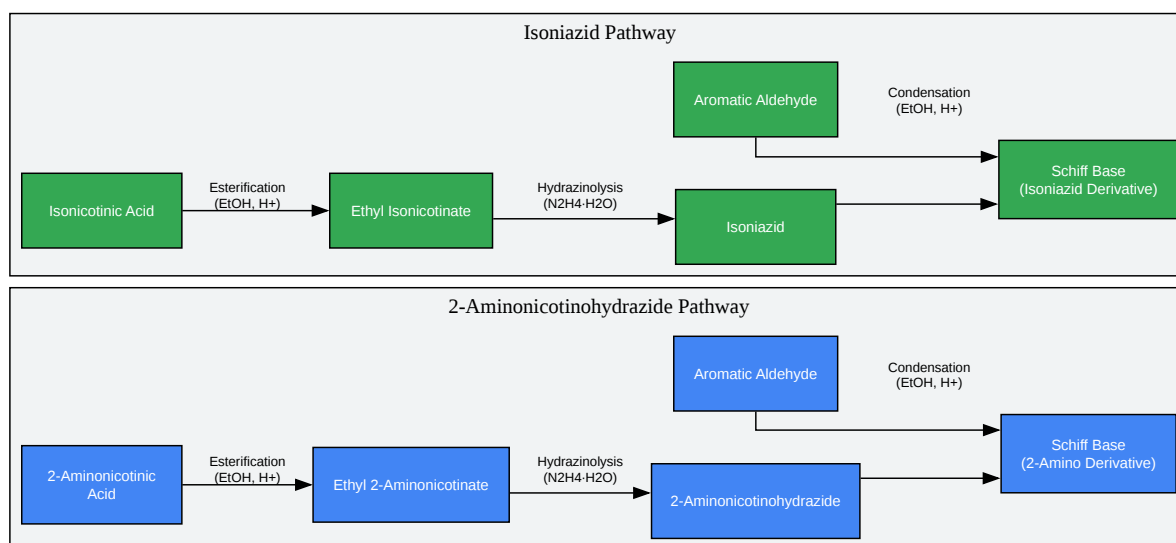 Isoniazid Pathway
Aromatic Aldehyde
Condensation
(EtOH, H+)
Schiff Base
(Isoniazid Derivative)
Isonicotinic Acid
Esterification
(EtOH, H+)
Ethyl Isonicotinate
Hydrazinolysis
(N2H4·H2O)
Isoniazid
2-Aminonicotinohydrazide Pathway
Aromatic Aldehyde
Condensation
(EtOH, H+)
Schiff Base
(2-Amino Derivative)
2-Aminonicotinic
Acid
Esterification
(EtOH, H+)
Ethyl 2-Aminonicotinate
Hydrazinolysis
(N2H4·H2O)
2-Aminonicotinohydrazide